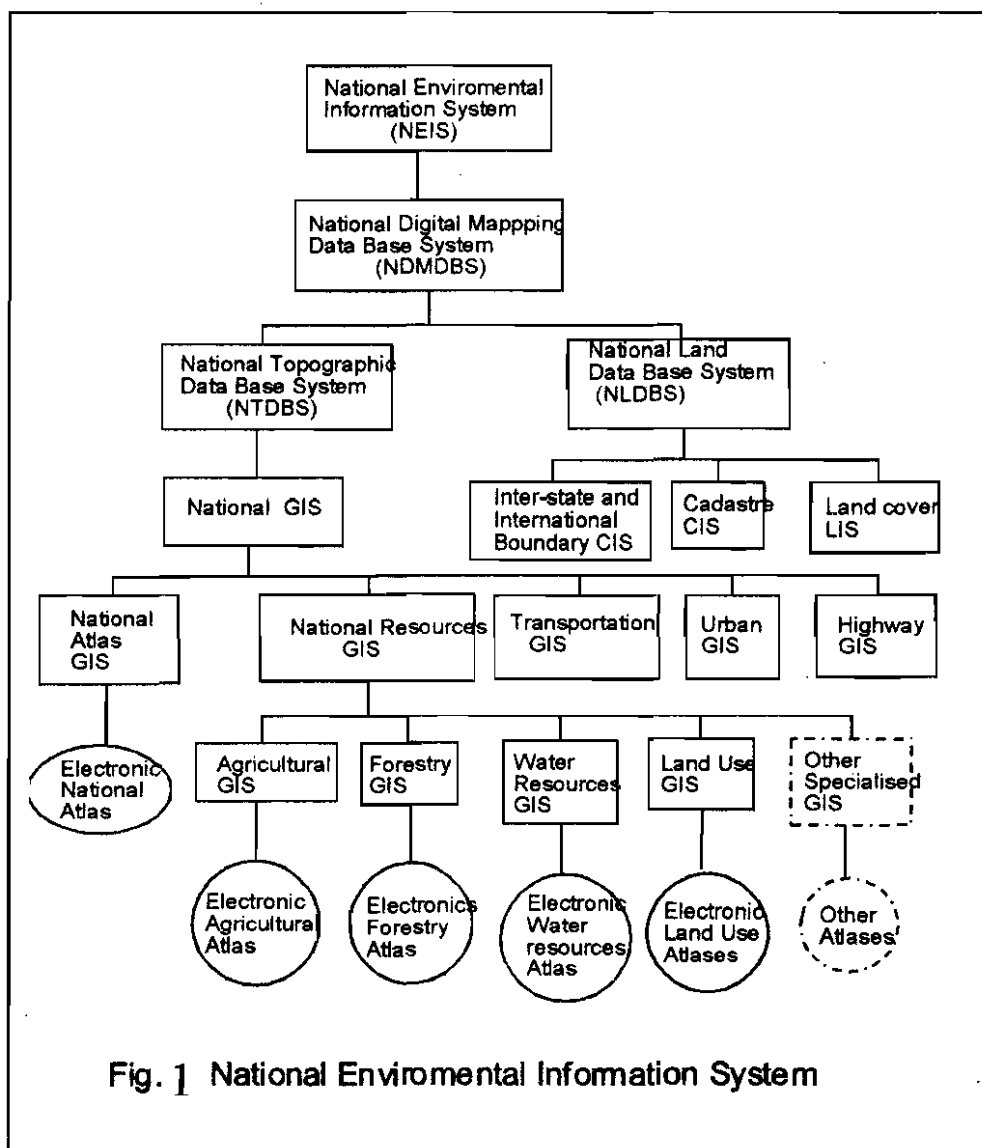 National Enviromental
Information System
(NEIS)
National Digital Mappping
Data Base System
(NDMDBS)
National Topographic
Data Base System
(NTDBS)
National Land
Data Base System
(NLDBS)
National GIS
Inter-state and
International
Boundary CIS
Cadastre
CIS
Land cover
LIS
National
Atlas
GIS
National Resources
GIS
Transportation
GIS
Urban
GIS
Highway
GIS
Electronic
National
Atlas
Agricultural
GIS
Forestry
GIS
Water
Resources
GIS
Land Use
GIS
Other
Specialised
GIS
Electronic
Agricultural
Atlas
Electronics
Forestry
Atlas
Electronic
Water
resources
Atlas
Electronic
Land Use
Atlases
Other
Atlases
Fig. 1 National Enviromental Information System